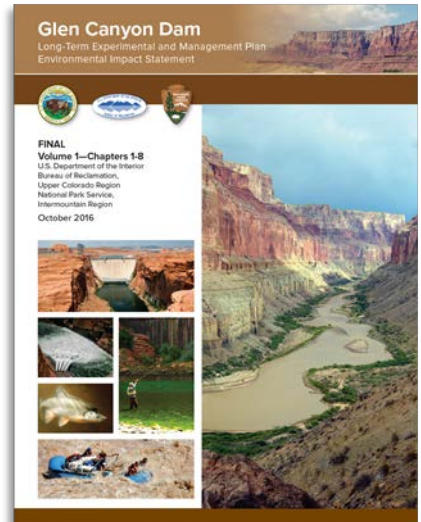 Glen Canyon Dam
Long-Term Experimental and Management Plan
Environmental Impact Statement
FINAL
Volume 1—Chapters 1-8
U.S. Department of the Interior
Bureau of Reclamation,
Upper Colorado Region
National Park Service,
Intermountain Region
October 2016